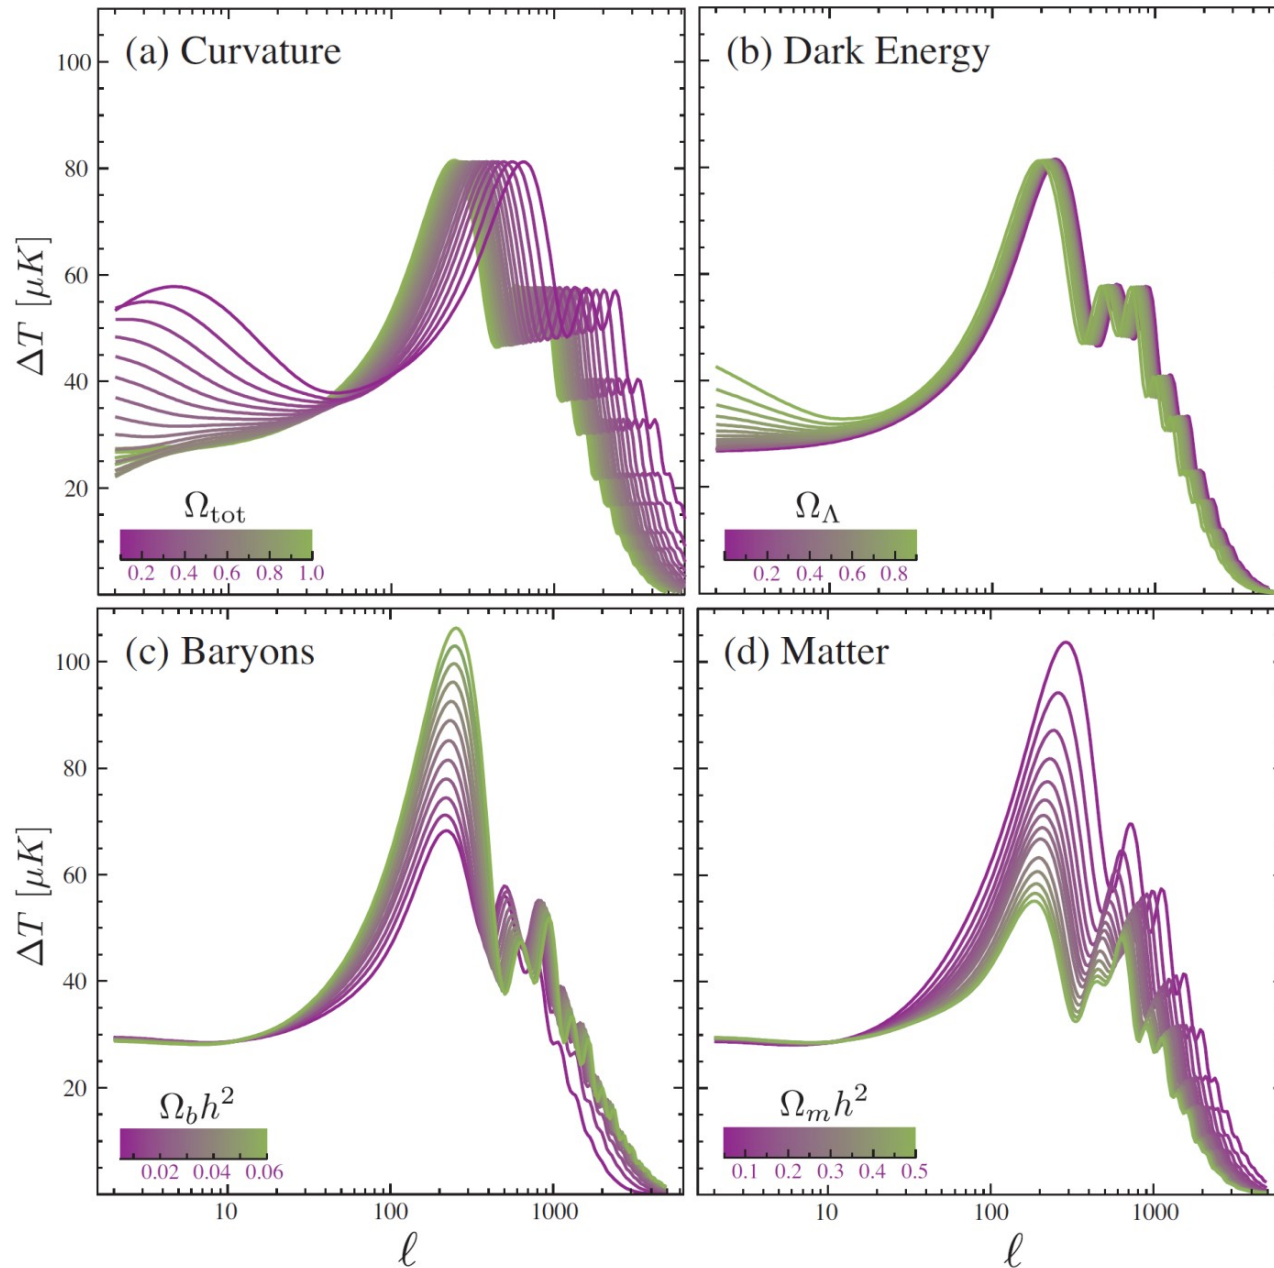 (a) Curvature
(b) Dark Energy
ΔT [μK]
100
80
60
40
20
Ω_tot
0.2 0.4 0.6 0.8 1.0
Ω_Λ
0.2 0.4 0.6 0.8
(c) Baryons
(d) Matter
ΔT [μK]
100
80
60
40
20
Ω_b h²
0.02 0.04 0.06
Ω_m h²
0.1 0.2 0.3 0.4 0.5
10 100 1000
10 100 1000
ℓ
ℓ